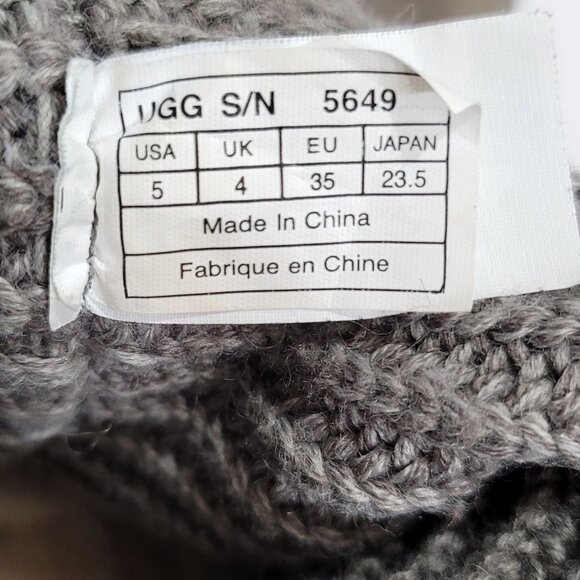 UGG S/N 5649
USA UK EU JAPAN
5 4 35 23.5
Made In China
Fabrique en Chine